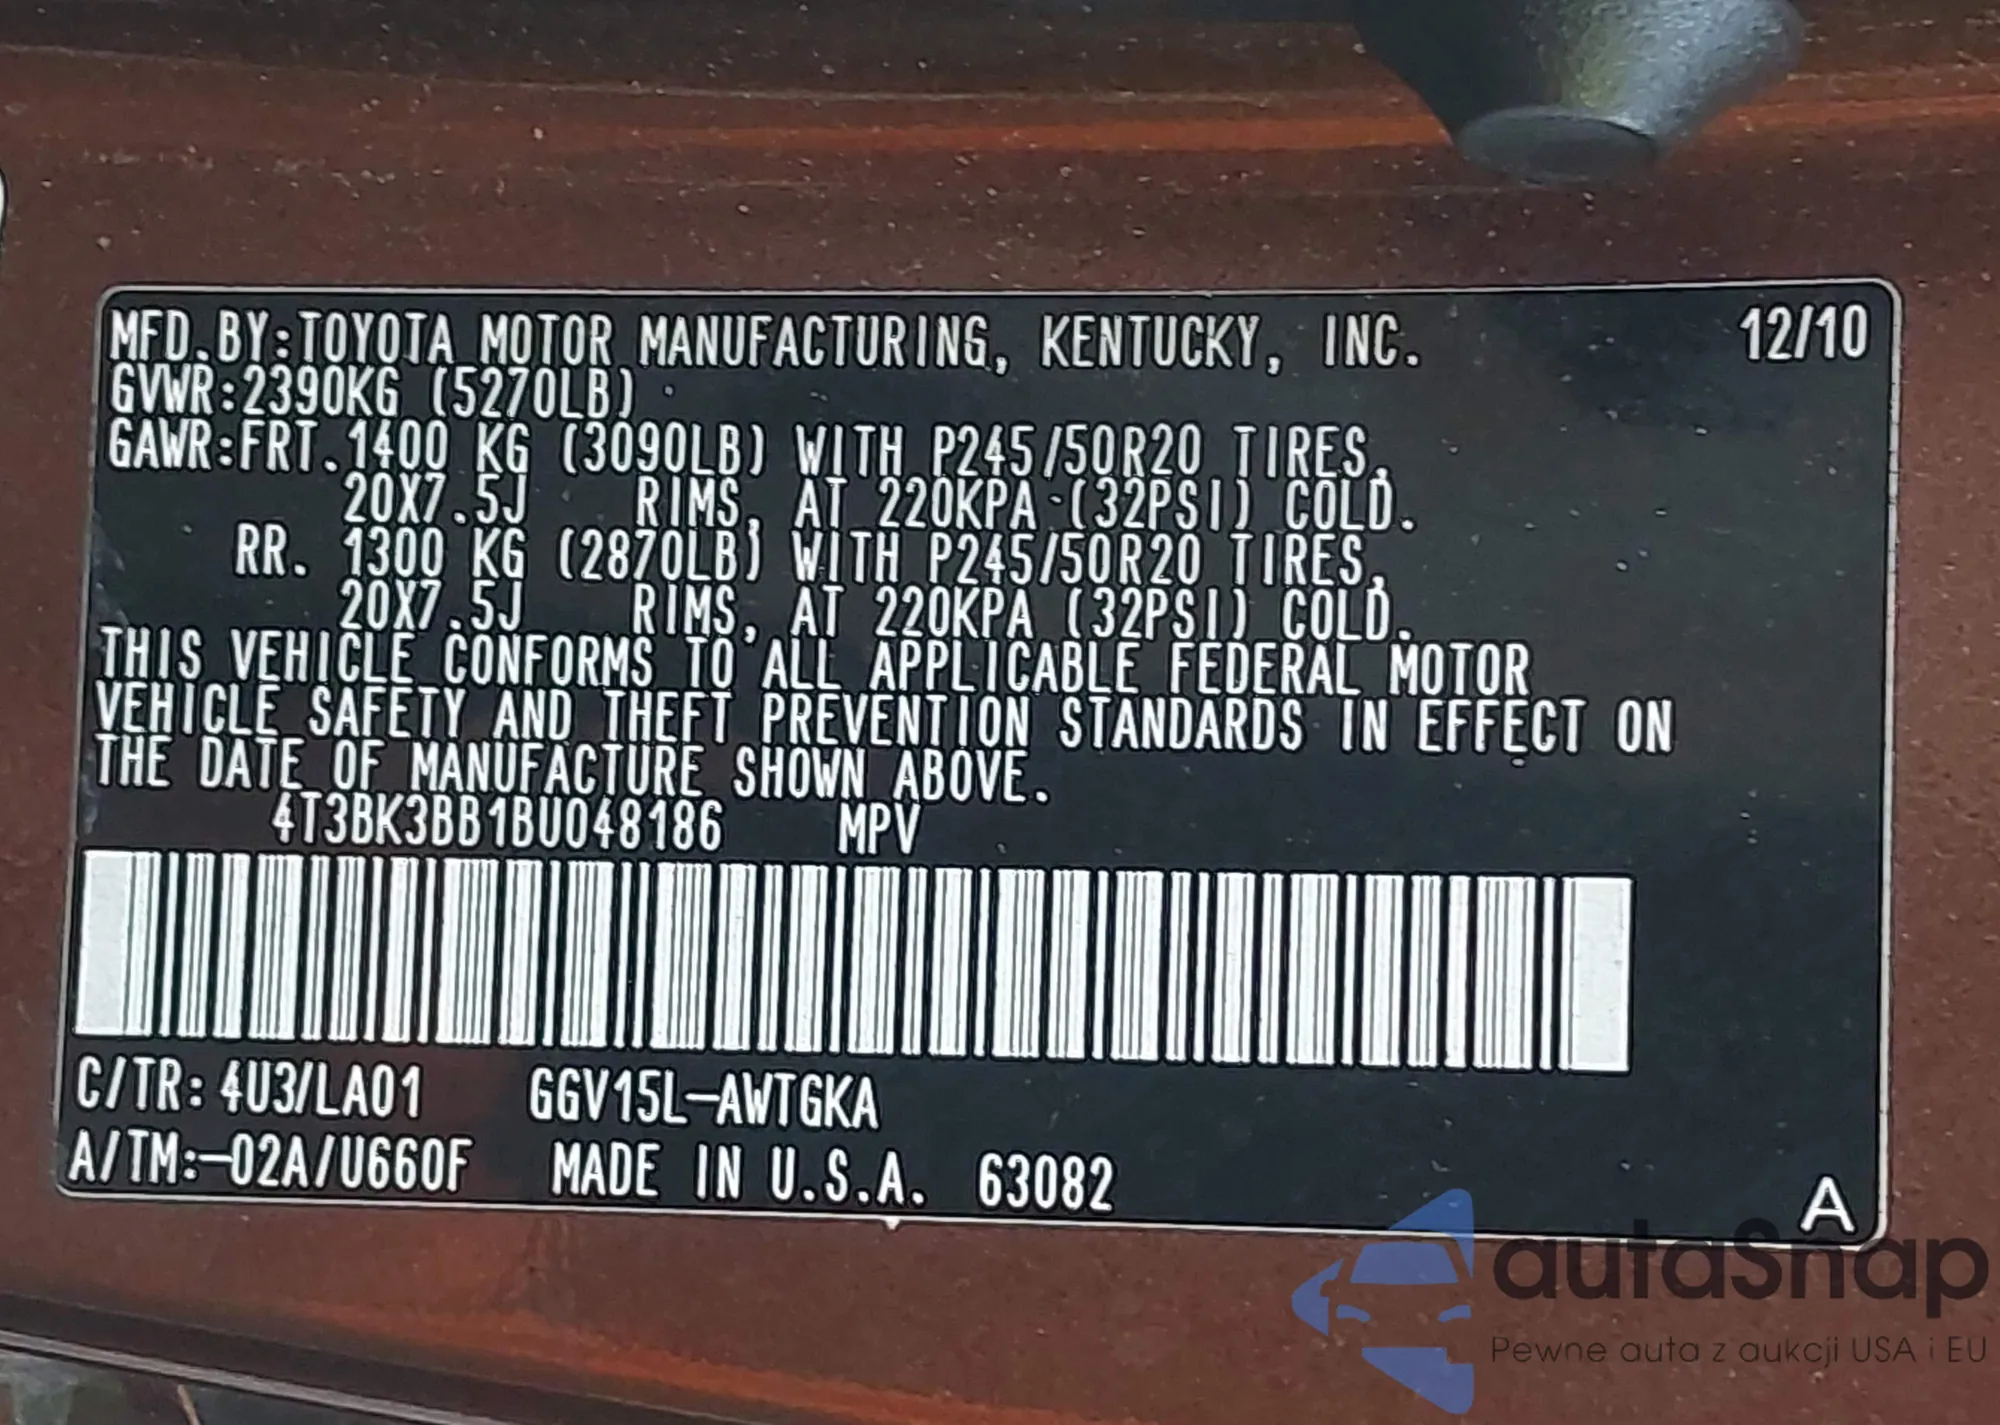 MFD.BY:TOYOTA MOTOR MANUFACTURING, KENTUCKY, INC. 12/10
GVWR:2390KG (5270LB)
GAWR:FRT.1400 KG (3090LB) WITH P245/50R20 TIRES,
20X7.5J RIMS, AT 220KPA (32PSI) COLD.
RR. 1300 KG (2870LB) WITH P245/50R20 TIRES,
20X7.5J RIMS, AT 220KPA (32PSI) COLD.
THIS VEHICLE CONFORMS TO ALL APPLICABLE FEDERAL MOTOR
VEHICLE SAFETY AND THEFT PREVENTION STANDARDS IN EFFECT ON
THE DATE OF MANUFACTURE SHOWN ABOVE.
4T3BK3BB1BU048186 MPV
C/TR: 4U3/LA01 GGV15L-AWTGKA
A/TM:-02A/U660F MADE IN U.S.A. 63082
A
autaSnap
Pewne auta z aukcji USA i EU